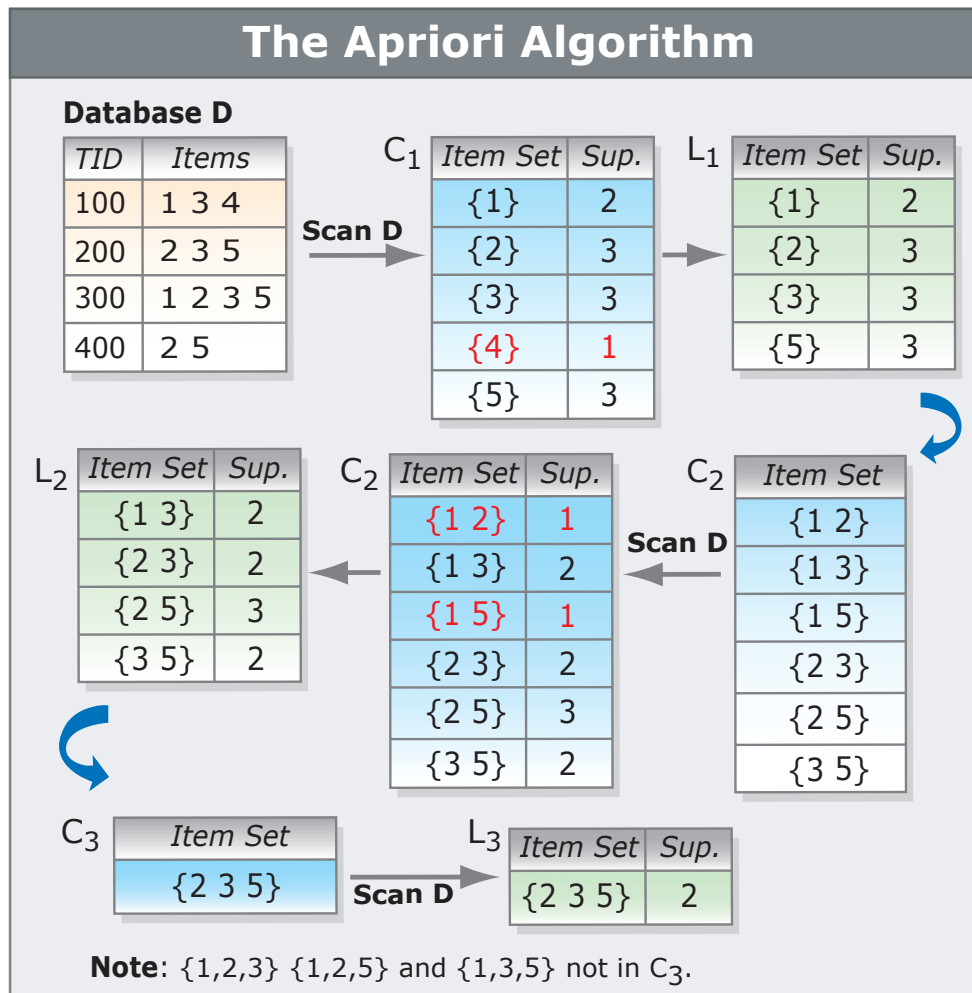 The Apriori Algorithm
Database D
TID Items
100 1 3 4
200 2 3 5
300 1 2 3 5
400 2 5
Scan D
C1 Item Set Sup.
{1} 2
{2} 3
{3} 3
{4} 1
{5} 3
L1 Item Set Sup.
{1} 2
{2} 3
{3} 3
{5} 3
C2 Item Set
{1 2}
{1 3}
{1 5}
{2 3}
{2 5}
{3 5}
Scan D
C2 Item Set Sup.
{1 2} 1
{1 3} 2
{1 5} 1
{2 3} 2
{2 5} 3
{3 5} 2
L2 Item Set Sup.
{1 3} 2
{2 3} 2
{2 5} 3
{3 5} 2
C3 Item Set
{2 3 5}
Scan D
L3 Item Set Sup.
{2 3 5} 2
Note: {1,2,3} {1,2,5} and {1,3,5} not in C3.